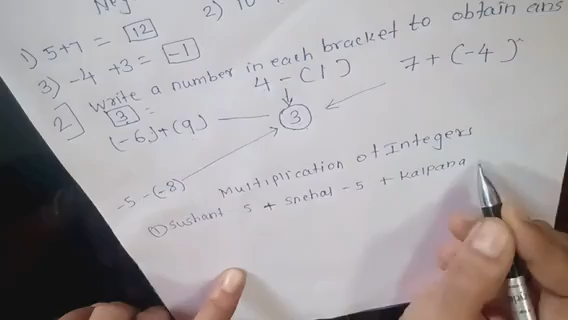 2) 10
1) 5+7 = 12
3) -4 +3 = -1
2] Write a number in each bracket to obtain ans
3 :
4 - (1)
7 + (-4)
(-6) + (9)
3
-5 - (-8)
Multiplication of Integers
① Sushant 5 + Snehal -5 + Kalpana